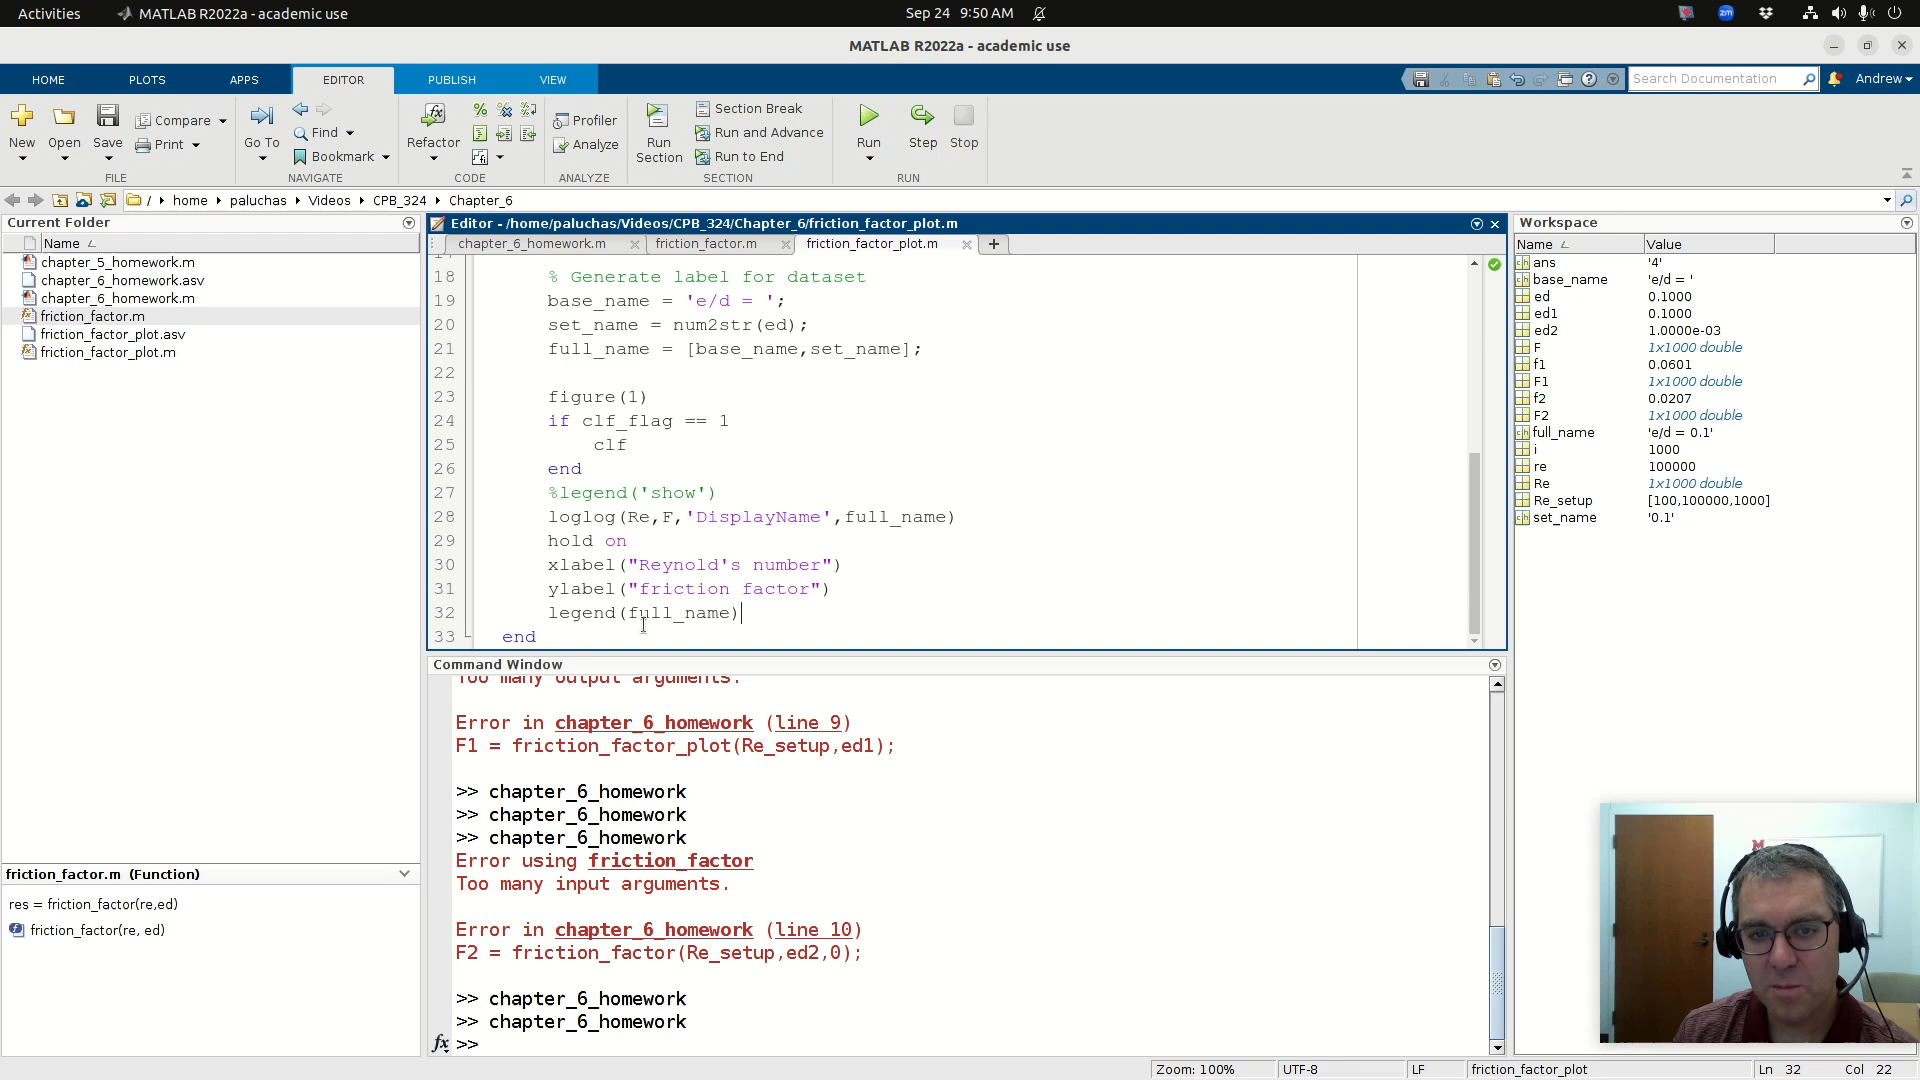 Activities
MATLAB R2022a - academic use
Sep 24 9:50 AM
zm
MATLAB R2022a - academic use
HOME
PLOTS
APPS
EDITOR
PUBLISH
VIEW
Search Documentation
Andrew
New
Open
Save
Compare
Print
FILE
Go To
Find
Bookmark
NAVIGATE
Refactor
CODE
Profiler
Analyze
ANALYZE
Run Section
Section Break
Run and Advance
Run to End
SECTION
Run
Step
Stop
RUN
/ home paluchas Videos CPB_324 Chapter_6
Current Folder
Name
chapter_5_homework.m
chapter_6_homework.asv
chapter_6_homework.m
friction_factor.m
friction_factor_plot.asv
friction_factor_plot.m
friction_factor.m (Function)
res = friction_factor(re,ed)
friction_factor(re, ed)
Editor - /home/paluchas/Videos/CPB_324/Chapter_6/friction_factor_plot.m
chapter_6_homework.m
friction_factor.m
friction_factor_plot.m
18 % Generate label for dataset
19 base_name = 'e/d = ';
20 set_name = num2str(ed);
21 full_name = [base_name,set_name];
22
23 figure(1)
24 if clf_flag == 1
25 clf
26 end
27 %legend('show')
28 loglog(Re,F,'DisplayName',full_name)
29 hold on
30 xlabel("Reynold's number")
31 ylabel("friction factor")
32 legend(full_name)
33 end
Command Window
Too many output arguments.
Error in chapter_6_homework (line 9)
F1 = friction_factor_plot(Re_setup,ed1);
>> chapter_6_homework
>> chapter_6_homework
>> chapter_6_homework
Error using friction_factor
Too many input arguments.
Error in chapter_6_homework (line 10)
F2 = friction_factor(Re_setup,ed2,0);
>> chapter_6_homework
>> chapter_6_homework
fx >>
Workspace
Name Value
ans '4'
base_name 'e/d = '
ed 0.1000
ed1 0.1000
ed2 1.0000e-03
F 1x1000 double
f1 0.0601
F1 1x1000 double
f2 0.0207
F2 1x1000 double
full_name 'e/d = 0.1'
i 1000
re 100000
Re 1x1000 double
Re_setup [100,100000,1000]
set_name '0.1'
M
Zoom: 100%
UTF-8
LF
friction_factor_plot
Ln 32 Col 22